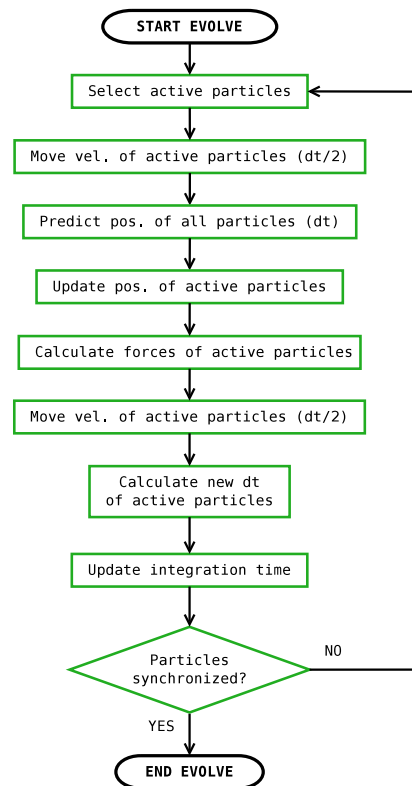 START EVOLVE
Select active particles
Move vel. of active particles (dt/2)
Predict pos. of all particles (dt)
Update pos. of active particles
Calculate forces of active particles
Move vel. of active particles (dt/2)
Calculate new dt
of active particles
Update integration time
Particles
synchronized?
NO
YES
END EVOLVE